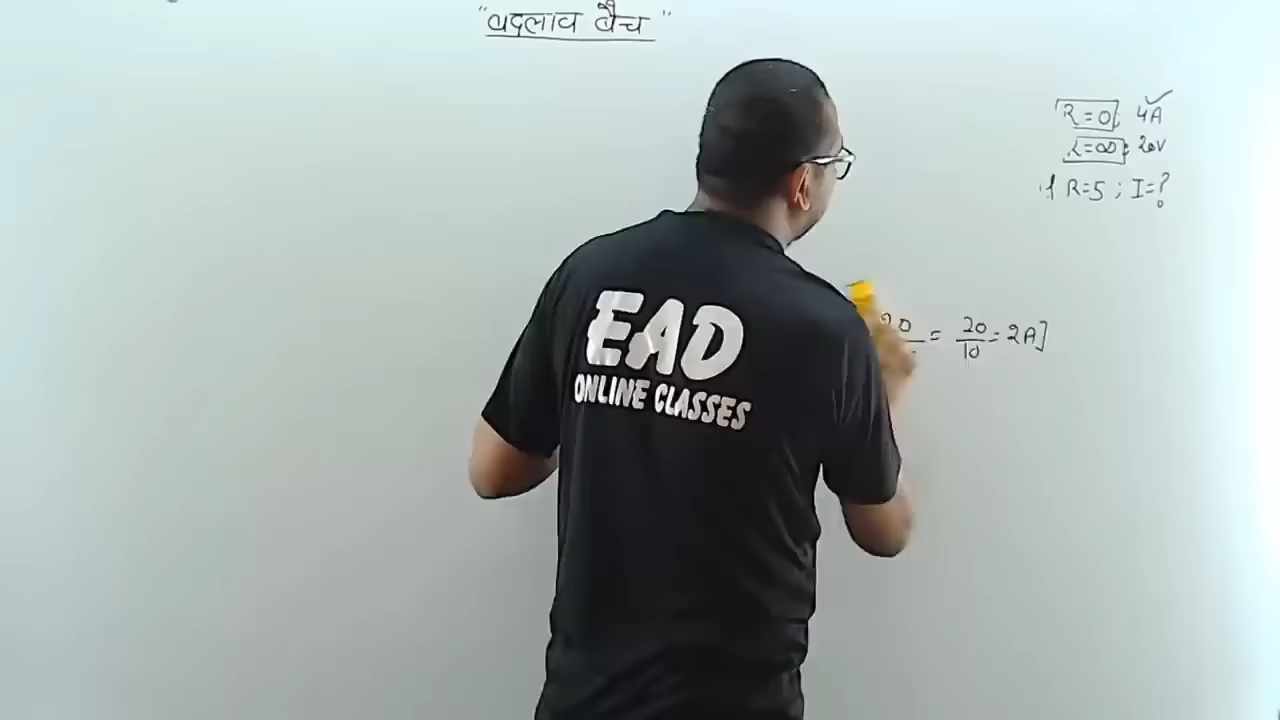 "बदलाव बैच"
R=0; 4A ✓
R=∞: 20V
R=5 ; I=?
= 20/10 = 2A]
EAD
ONLINE CLASSES